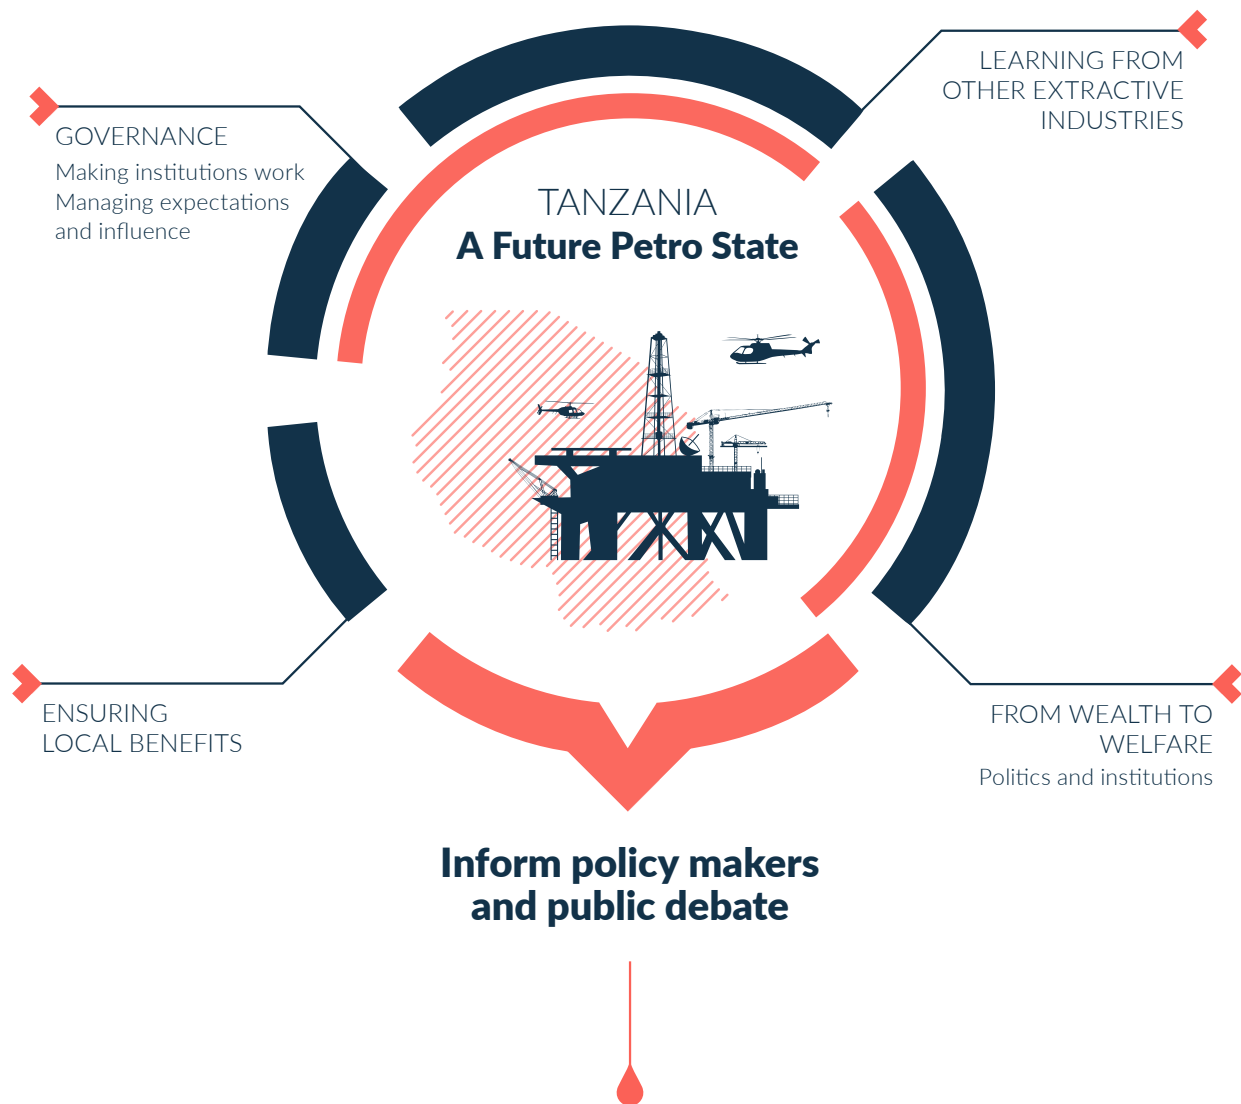 LEARNING FROM
OTHER EXTRACTIVE
INDUSTRIES
GOVERNANCE
Making institutions work
Managing expectations
and influence
TANZANIA
A Future Petro State
ENSURING
LOCAL BENEFITS
FROM WEALTH TO
WELFARE
Politics and institutions
Inform policy makers
and public debate